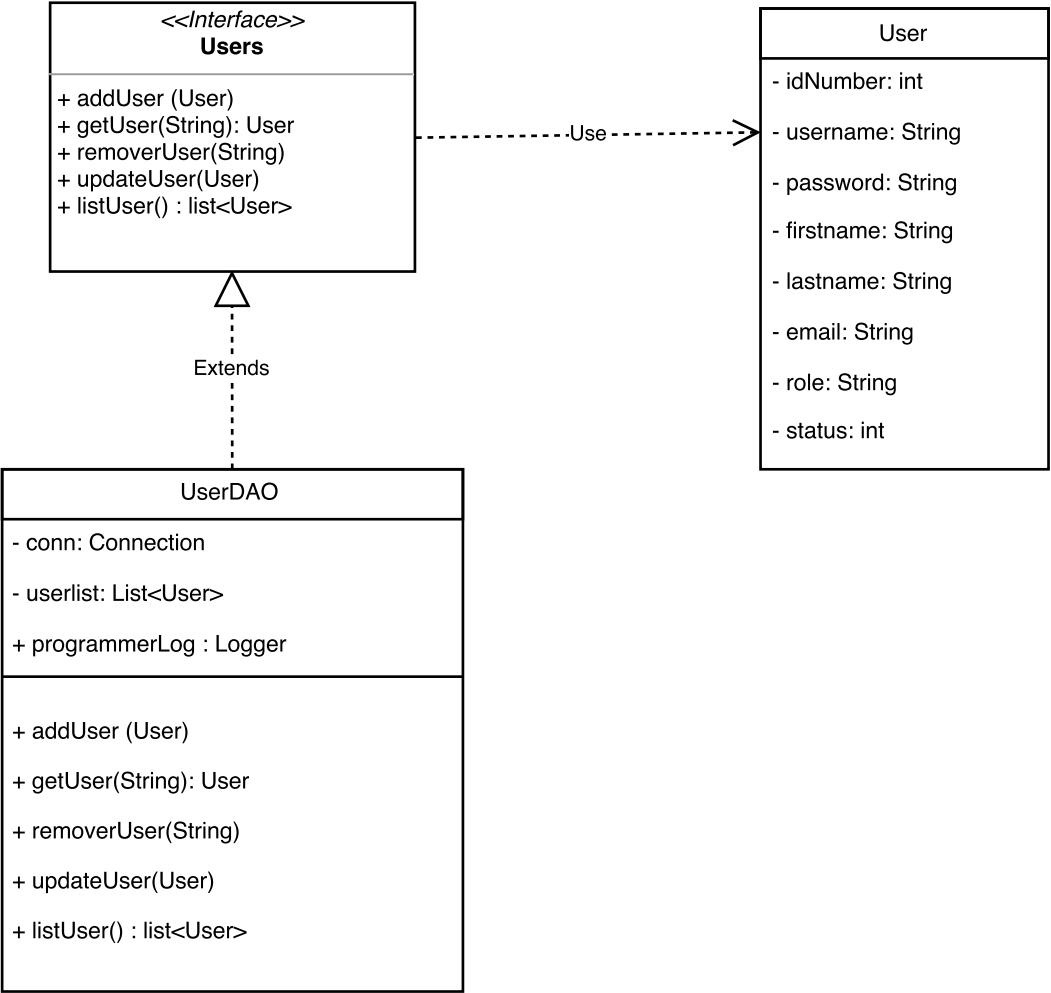 <<Interface>>
Users
+ addUser (User)
+ getUser(String): User
+ removerUser(String)
+ updateUser(User)
+ listUser() : list<User>
Use
User
- idNumber: int
- username: String
- password: String
- firstname: String
- lastname: String
- email: String
- role: String
- status: int
Extends
UserDAO
- conn: Connection
- userlist: List<User>
+ programmerLog : Logger
+ addUser (User)
+ getUser(String): User
+ removerUser(String)
+ updateUser(User)
+ listUser() : list<User>